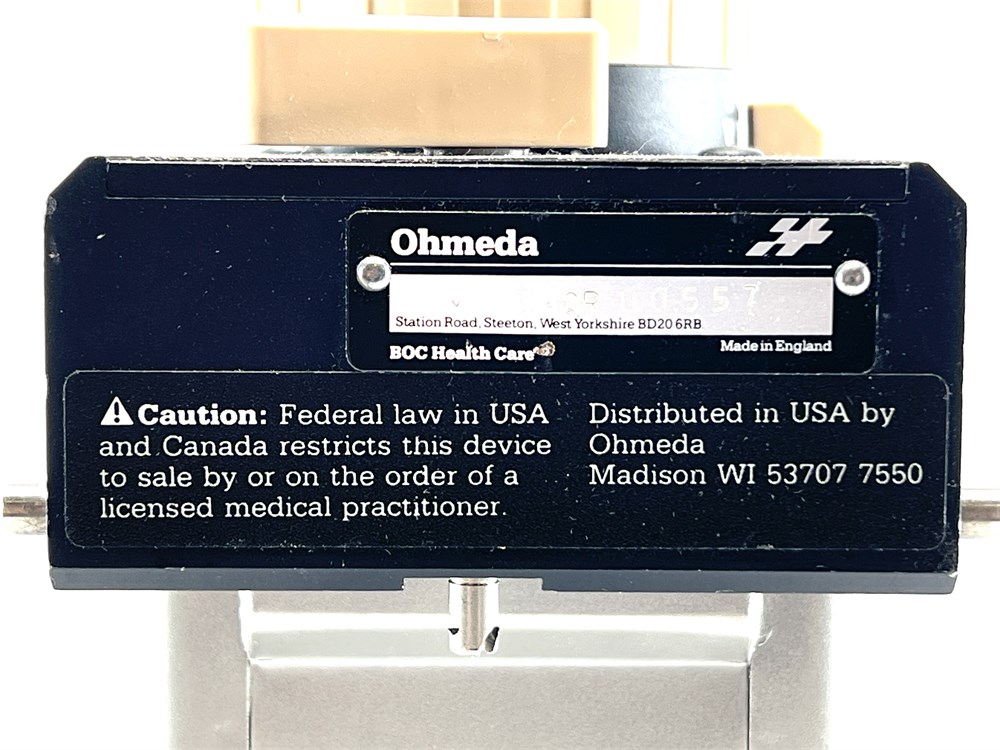 Ohmeda
Station Road, Steeton, West Yorkshire BD20 6RB
BOC Health Care
Made in England
⚠Caution: Federal law in USA
and Canada restricts this device
to sale by or on the order of a
licensed medical practitioner.
Distributed in USA by
Ohmeda
Madison WI 53707 7550